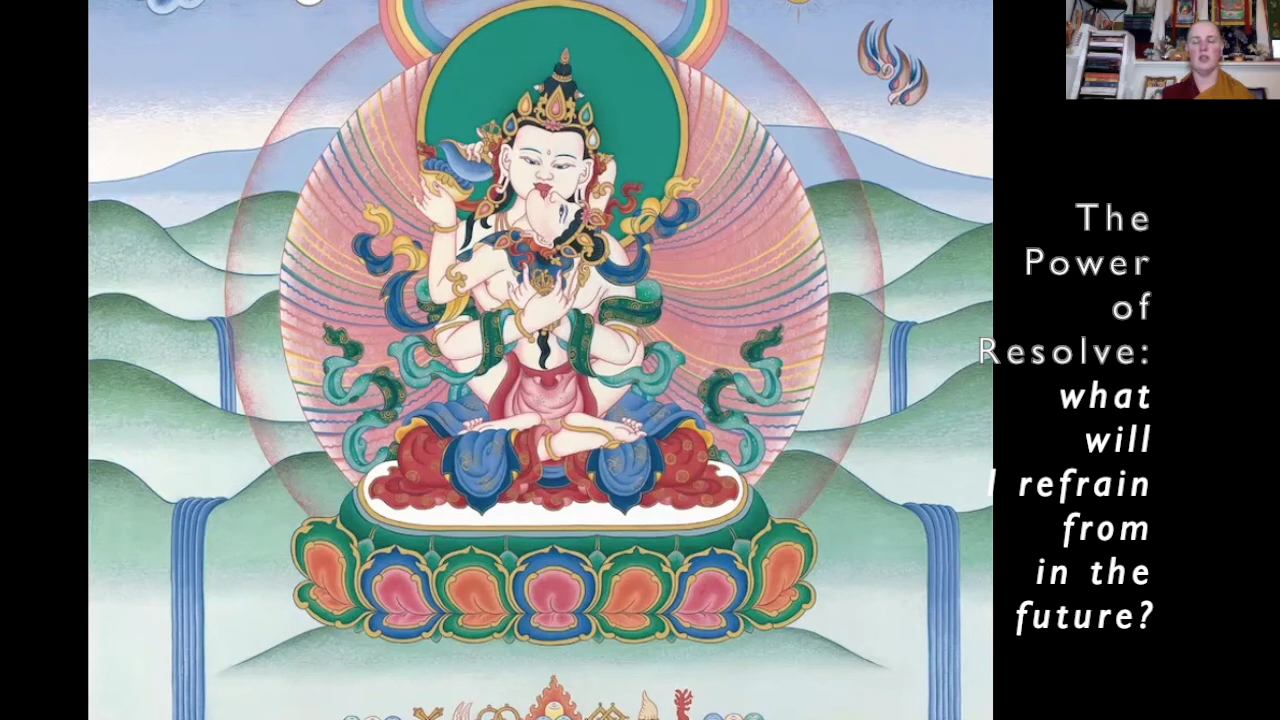 The
Power
of
Resolve:
what
will
I refrain
from
in the
future?